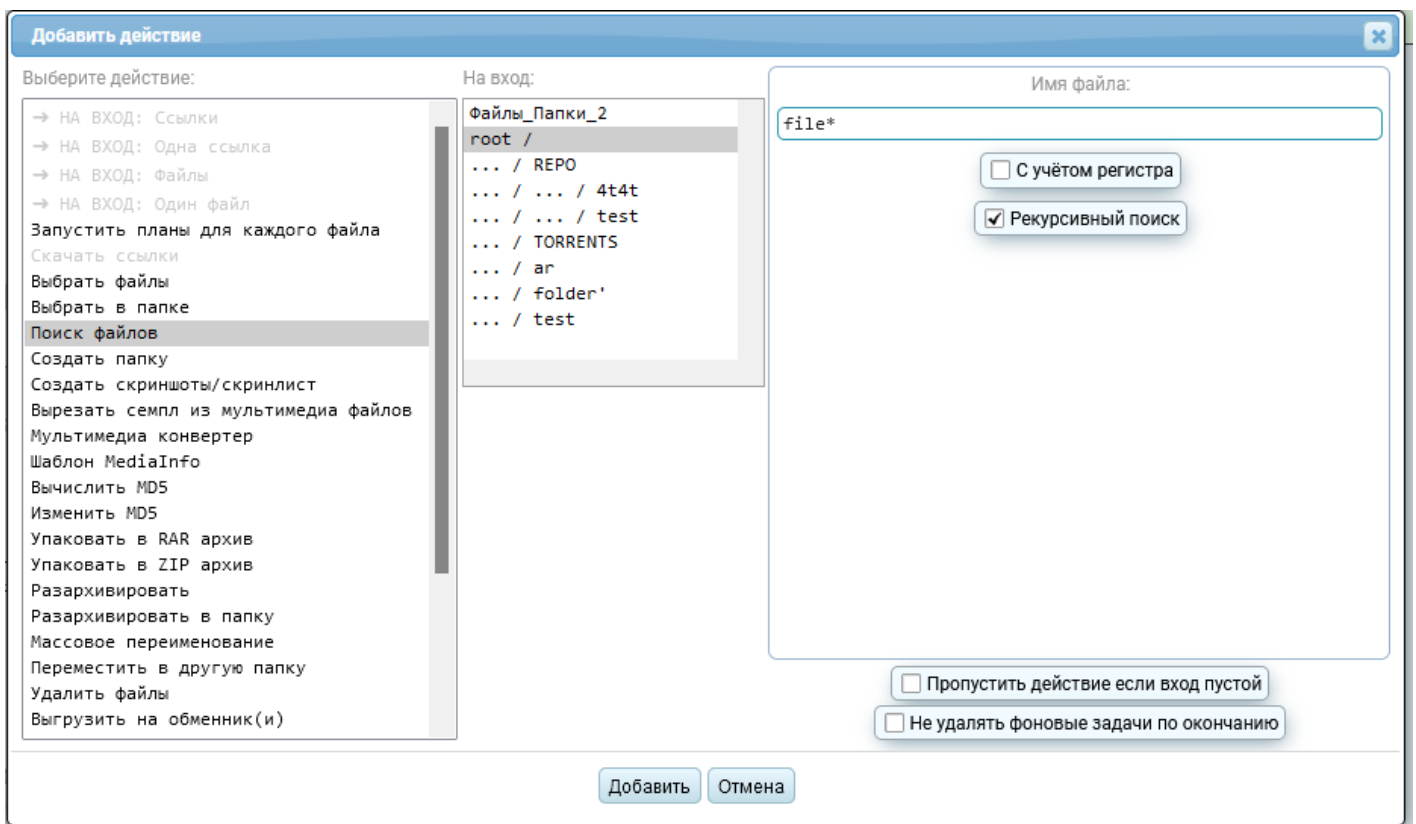 Добавить действие
Выберите действие:
→ НА ВХОД: Ссылки
→ НА ВХОД: Одна ссылка
→ НА ВХОД: Файлы
→ НА ВХОД: Один файл
Запустить планы для каждого файла
Скачать ссылки
Выбрать файлы
Выбрать в папке
Поиск файлов
Создать папку
Создать скриншоты/скринлист
Вырезать семпл из мультимедиа файлов
Мультимедиа конвертер
Шаблон MediaInfo
Вычислить MD5
Изменить MD5
Упаковать в RAR архив
Упаковать в ZIP архив
Разархивировать
Разархивировать в папку
Массовое переименование
Переместить в другую папку
Удалить файлы
Выгрузить на обменник(и)
На вход:
Файлы_Папки_2
root /
... / REPO
... / ... / 4t4t
... / ... / test
... / TORRENTS
... / ar
... / folder'
... / test
Имя файла:
file*
С учётом регистра
Рекурсивный поиск
Пропустить действие если вход пустой
Не удалять фоновые задачи по окончанию
Добавить
Отмена